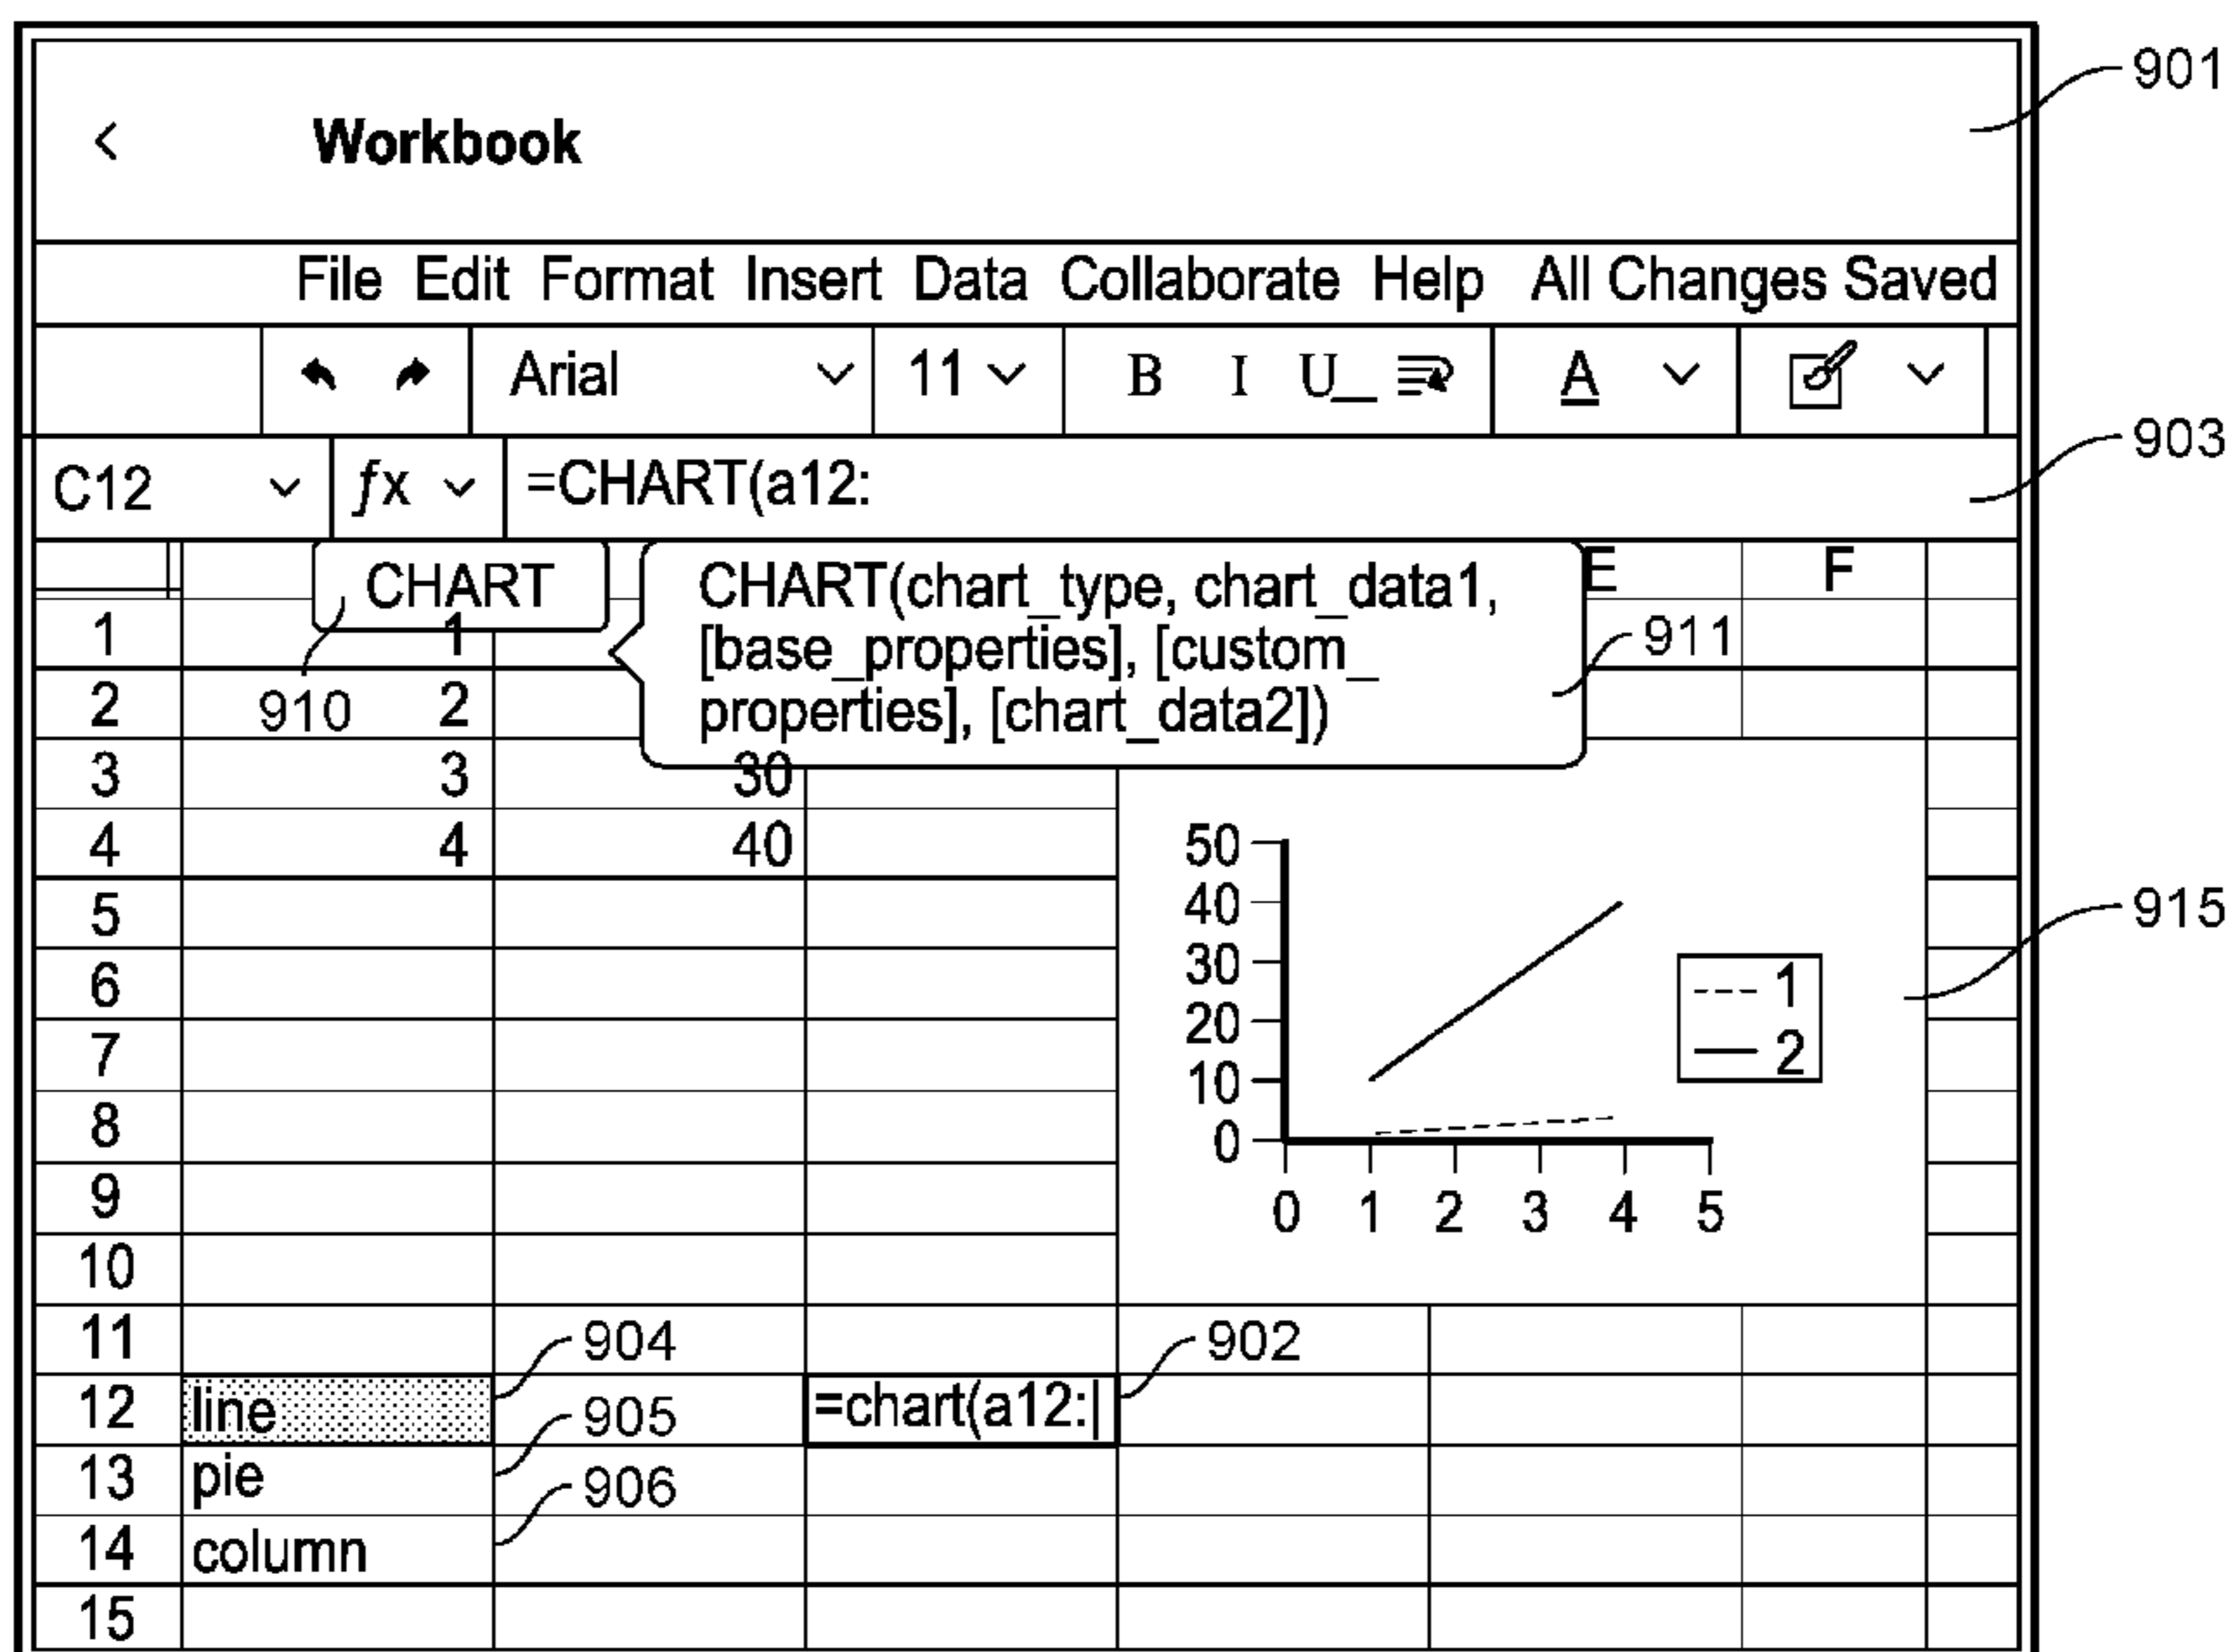 901
< Workbook
File Edit Format Insert Data Collaborate Help All Changes Saved
Arial 11 B I U A
903
C12 fx =CHART(a12:
CHART
CHART(chart_type, chart_data1,
[base_properties], [custom_
properties], [chart_data2])
E F
1 1
911
2 910 2
3 3 30
4 4 40
5
6
7
8
9
10
50
40
30
20
10
0
0 1 2 3 4 5
1
2
915
11 904 902
12 line =chart(a12:|
905
13 pie
906
14 column
15